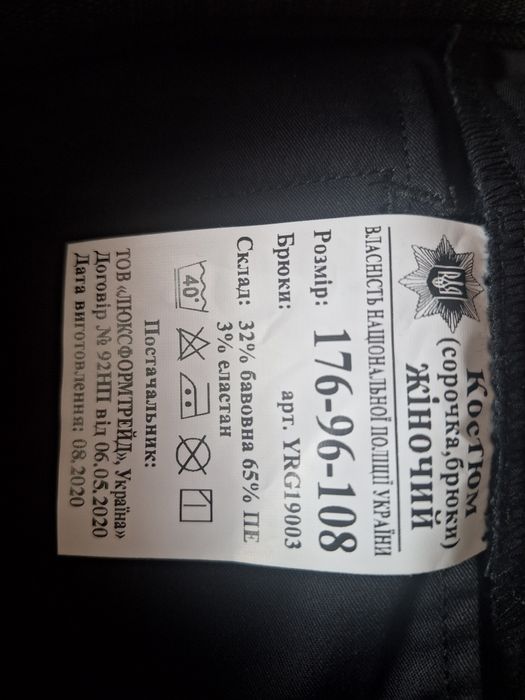 Костюм
(сорочка,брюки)
жіночий
ВЛАСНІСТЬ НАЦІОНАЛЬНОЇ ПОЛІЦІЇ УКРАЇНИ
Розмір: 176-96-108
Брюки: арт. YRG19003
Склад: 32% бавовна 65% ПЕ
3% еластан
40°
Постачальник:
ТОВ «ЛЮКСФОРМТРЕЙД», Україна»
Договір № 92НП від 06.05.2020
Дата виготовлення: 08.2020